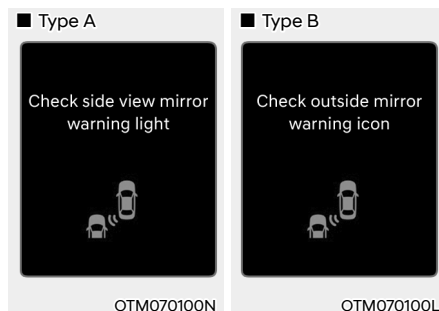 ■ Type A
Check side view mirror
warning light
OTM070100N
■ Type B
Check outside mirror
warning icon
OTM070100L